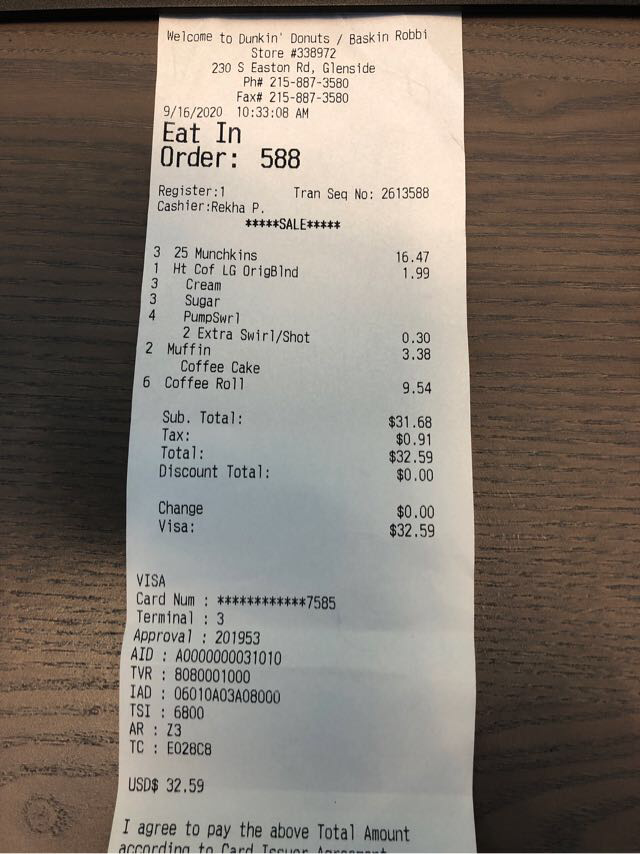 Welcome to Dunkin' Donuts / Baskin Robbi
Store #338972
230 S Easton Rd, Glenside
Ph# 215-887-3580
Fax# 215-887-3580
9/16/2020 10:33:08 AM
Eat In
Order: 588
Register:1 Tran Seq No: 2613588
Cashier:Rekha P.
*****SALE*****
3 25 Munchkins 16.47
1 Ht Cof LG OrigBlnd 1.99
3 Cream
3 Sugar
4 PumpSwrl
2 Extra Swirl/Shot 0.30
2 Muffin 3.38
Coffee Cake
6 Coffee Roll 9.54
Sub. Total: $31.68
Tax: $0.91
Total: $32.59
Discount Total: $0.00
Change $0.00
Visa: $32.59
VISA
Card Num : ************7585
Terminal : 3
Approval : 201953
AID : A0000000031010
TVR : 8080001000
IAD : 06010A03A08000
TSI : 6800
AR : Z3
TC : E028C8
USD$ 32.59
I agree to pay the above Total Amount
according to Card Issuer Agreement